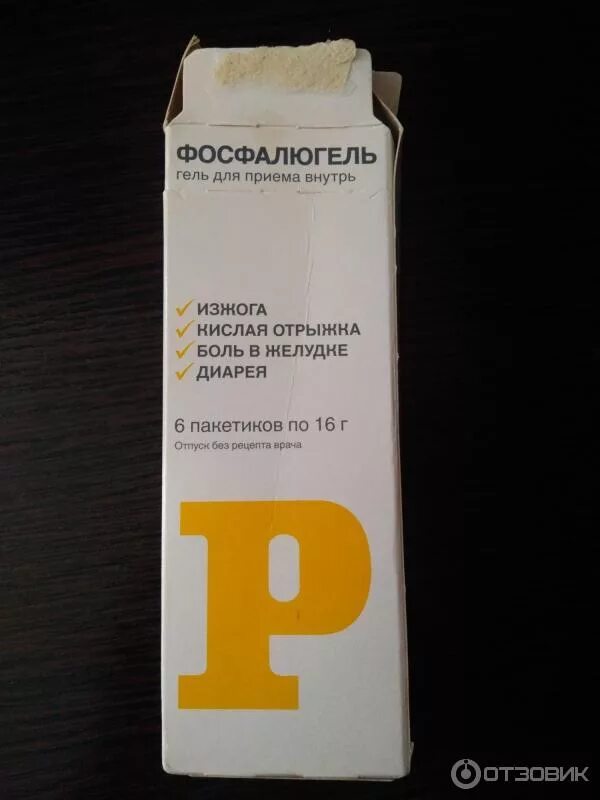 ФОСФАЛЮГЕЛЬ
гель для приема внутрь
ИЗЖОГА
КИСЛАЯ ОТРЫЖКА
БОЛЬ В ЖЕЛУДКЕ
ДИАРЕЯ
6 пакетиков по 16 г
Отпуск без рецепта врача
P
ОТЗОВИК